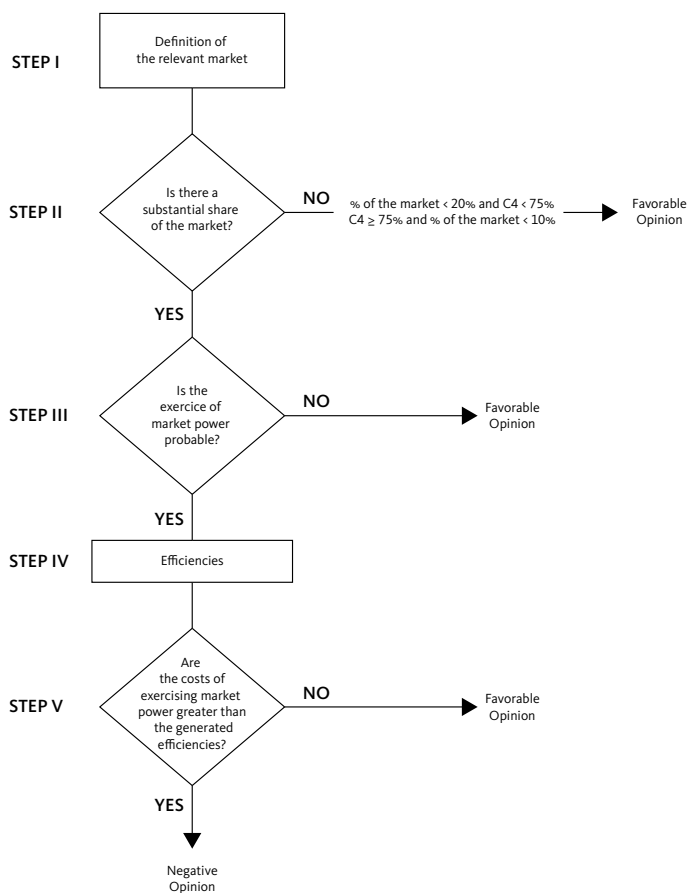 STEP I
Definition of
the relevant market
STEP II
Is there a
substantial share
of the market?
NO
% of the market < 20% and C4 < 75%
C4 ≥ 75% and % of the market < 10%
Favorable
Opinion
YES
STEP III
Is the
exercice of
market power
probable?
NO
Favorable
Opinion
YES
STEP IV
Efficiencies
STEP V
Are
the costs of
exercising market
power greater than
the generated
efficiencies?
NO
Favorable
Opinion
YES
Negative
Opinion